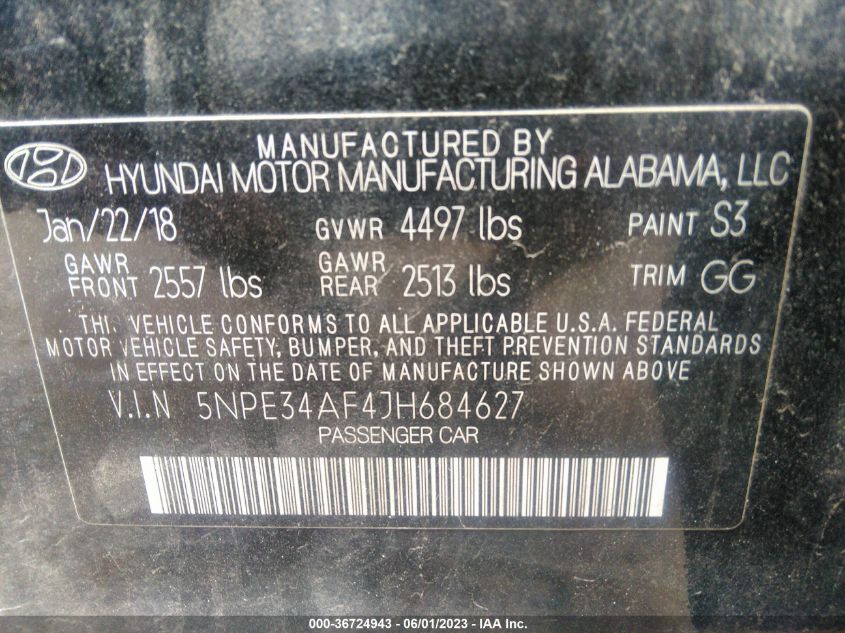 MANUFACTURED BY
HYUNDAI MOTOR MANUFACTURING ALABAMA, LLC
Jan/22/18 GVWR 4497 lbs PAINT S3
GAWR FRONT 2557 lbs GAWR REAR 2513 lbs TRIM GG
THI. VEHICLE CONFORMS TO ALL APPLICABLE U.S.A. FEDERAL
MOTOR VEHICLE SAFETY, BUMPER, AND THEFT PREVENTION STANDARDS
IN EFFECT ON THE DATE OF MANUFACTURE SHOWN ABOVE.
V.I.N 5NPE34AF4JH684627
PASSENGER CAR
000-36724943 - 06/01/2023 - IAA Inc.